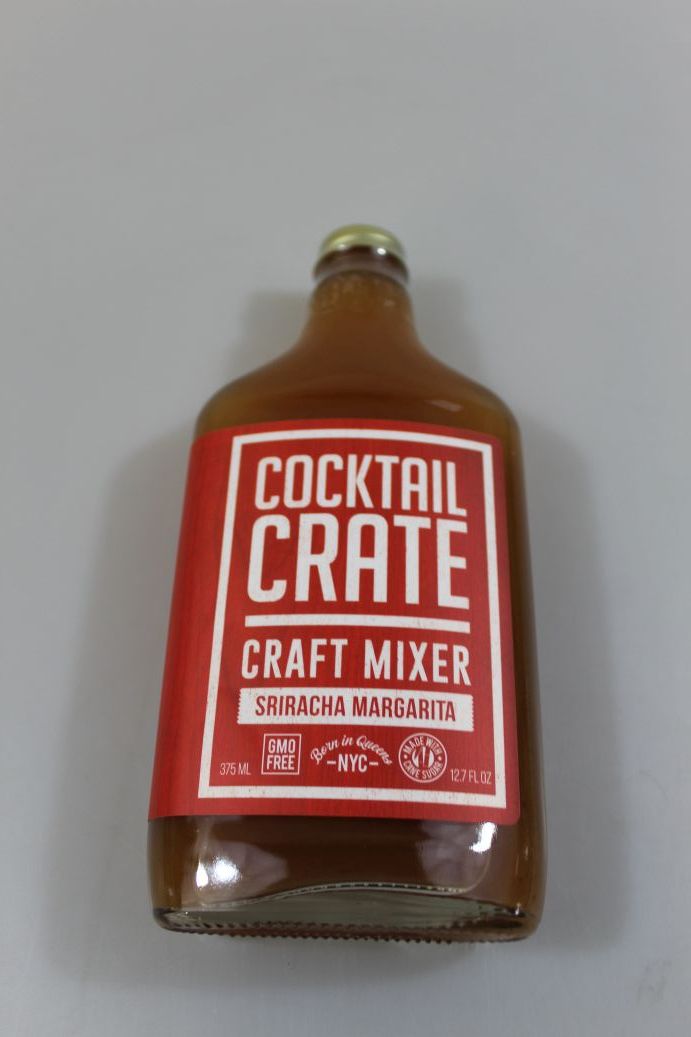 COCKTAIL
CRATE
CRAFT MIXER
SRIRACHA MARGARITA
375 ML
GMO
FREE
Born in Queens
-NYC-
MADE WITH
CANE SUGAR
12.7 FL OZ